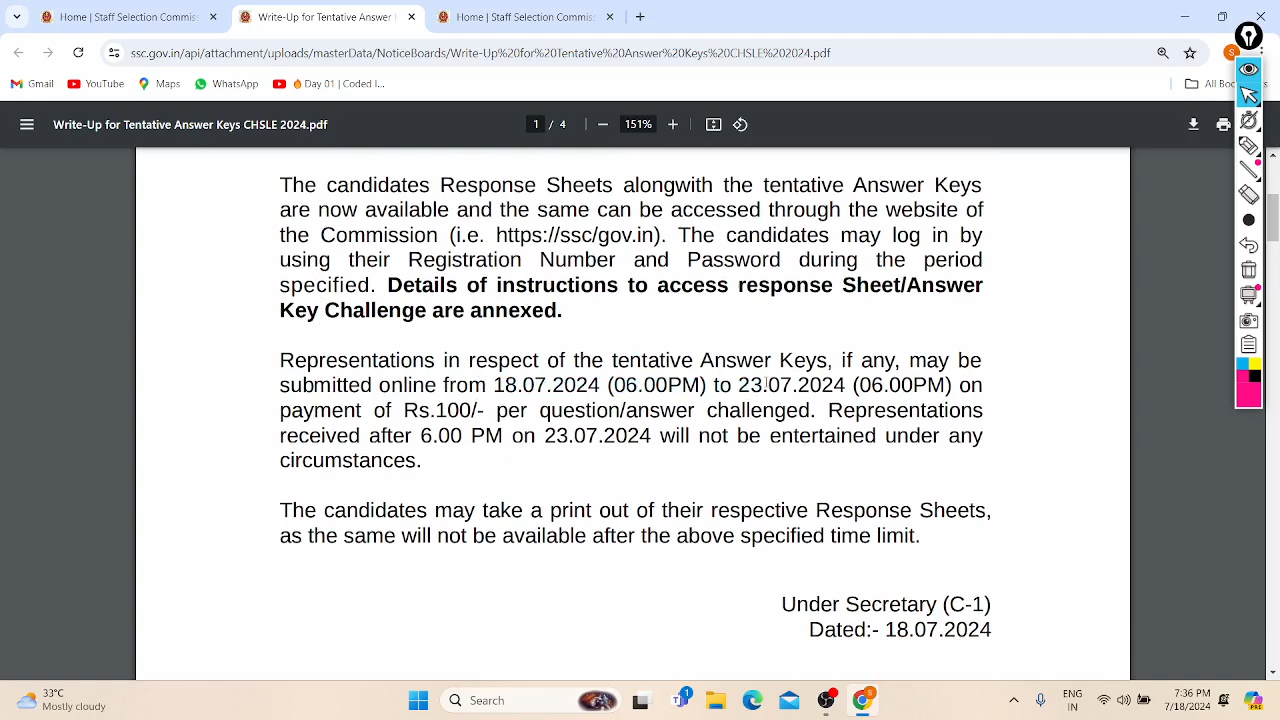 Home | Staff Selection Commis
Write-Up for Tentative Answer
Home | Staff Selection Commis
ssc.gov.in/api/attachment/uploads/masterData/NoticeBoards/Write-Up%20for%20Tentative%20Answer%20Keys%20CHSLE%202024.pdf
S
Gmail
YouTube
Maps
WhatsApp
Day 01 | Coded I...
All Boo
Write-Up for Tentative Answer Keys CHSLE 2024.pdf
1 / 4
151%
The candidates Response Sheets alongwith the tentative Answer Keys
are now available and the same can be accessed through the website of
the Commission (i.e. https://ssc/gov.in). The candidates may log in by
using their Registration Number and Password during the period
specified. Details of instructions to access response Sheet/Answer
Key Challenge are annexed.
Representations in respect of the tentative Answer Keys, if any, may be
submitted online from 18.07.2024 (06.00PM) to 23.07.2024 (06.00PM) on
payment of Rs.100/- per question/answer challenged. Representations
received after 6.00 PM on 23.07.2024 will not be entertained under any
circumstances.
The candidates may take a print out of their respective Response Sheets,
as the same will not be available after the above specified time limit.
Under Secretary (C-1)
Dated:- 18.07.2024
33°C
Mostly cloudy
Search
1
S
ENG
IN
7:36 PM
7/18/2024
PRE